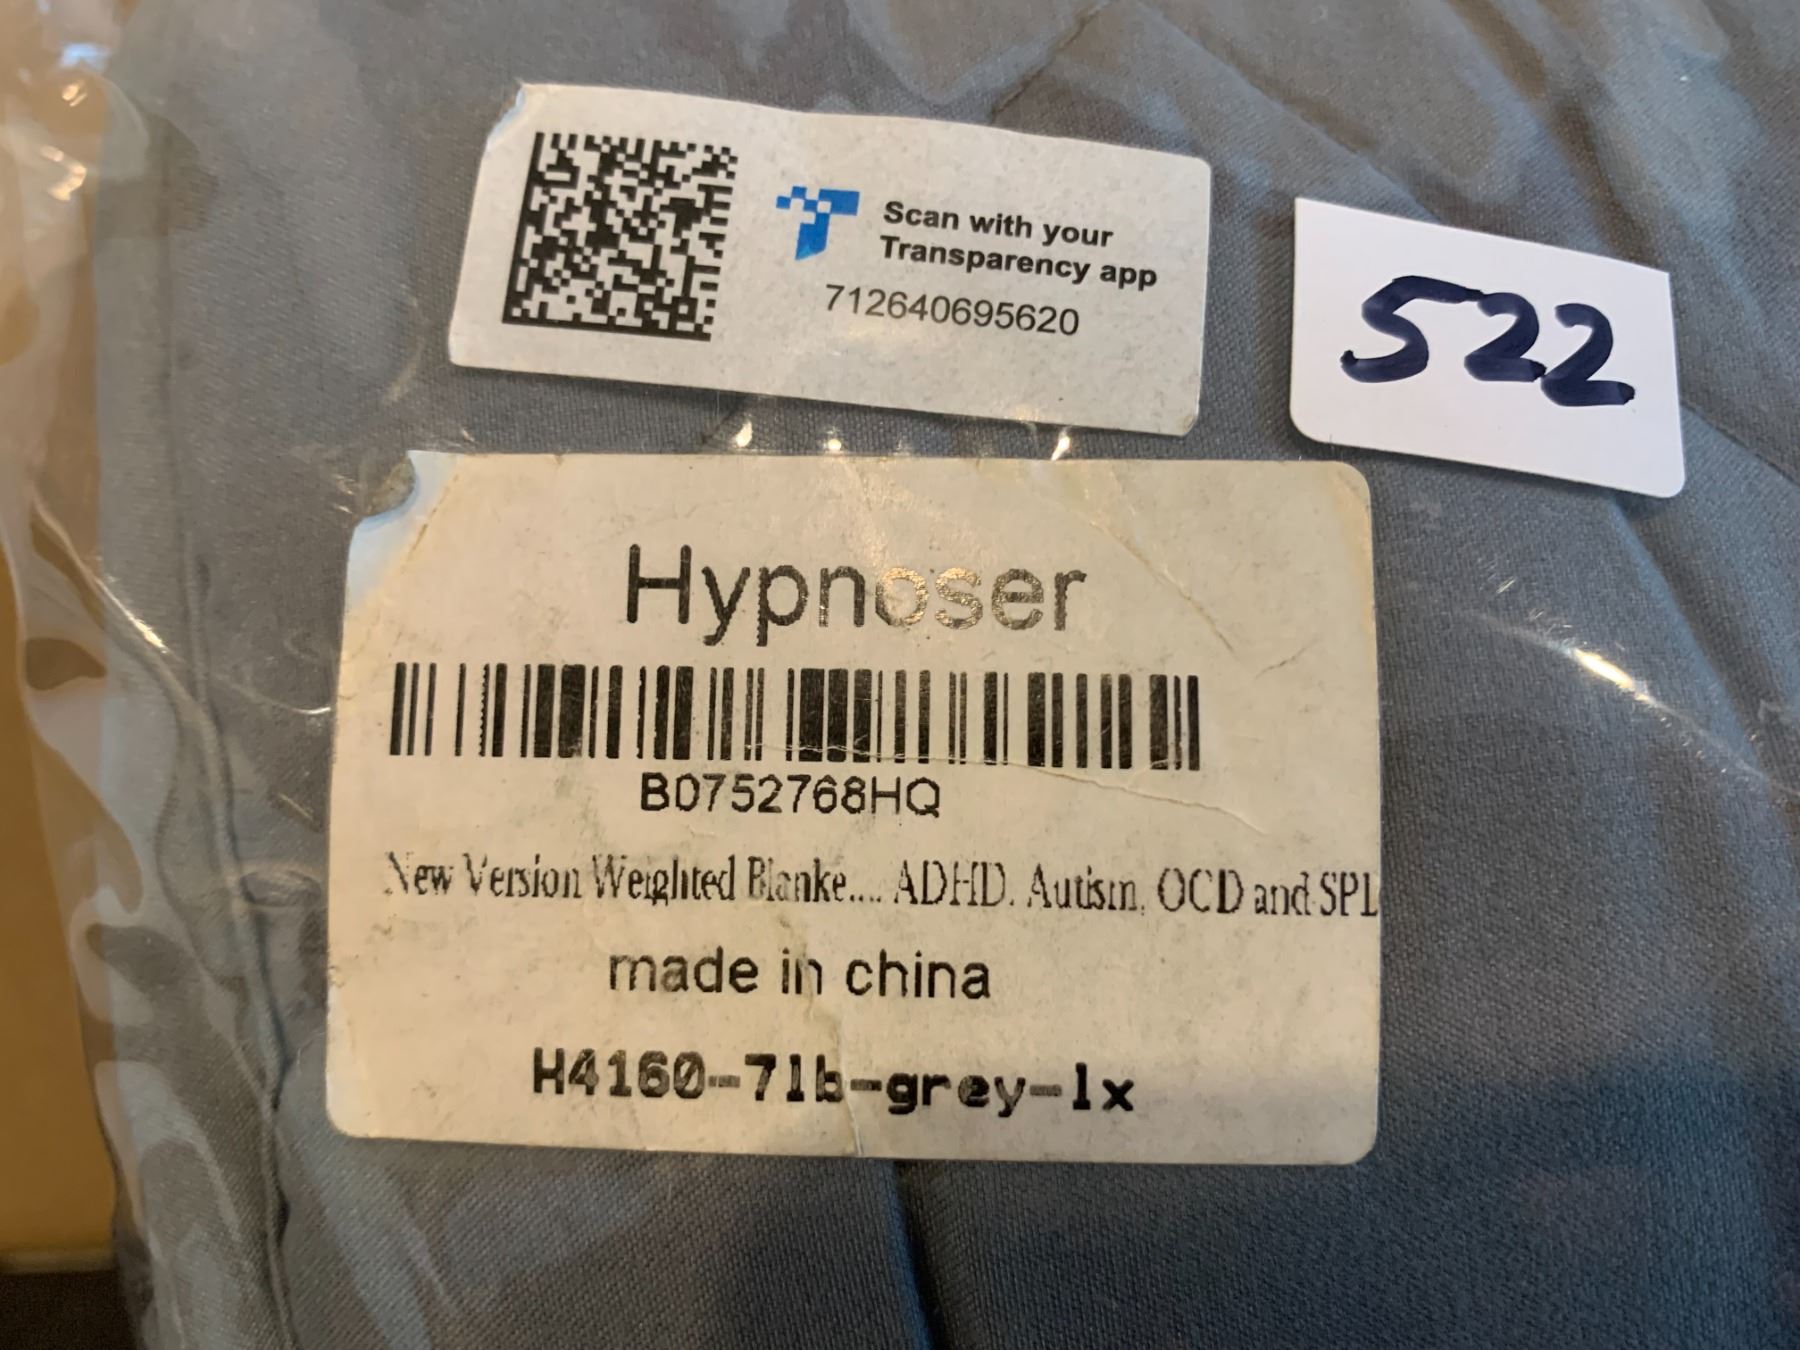 Scan with your
Transparency app
712640695620
522
Hypnoser
B0752768HQ
New Version Weighted Blanke.... ADHD. Autism, OCD and SPL
made in china
H4160-7lb-grey-1x